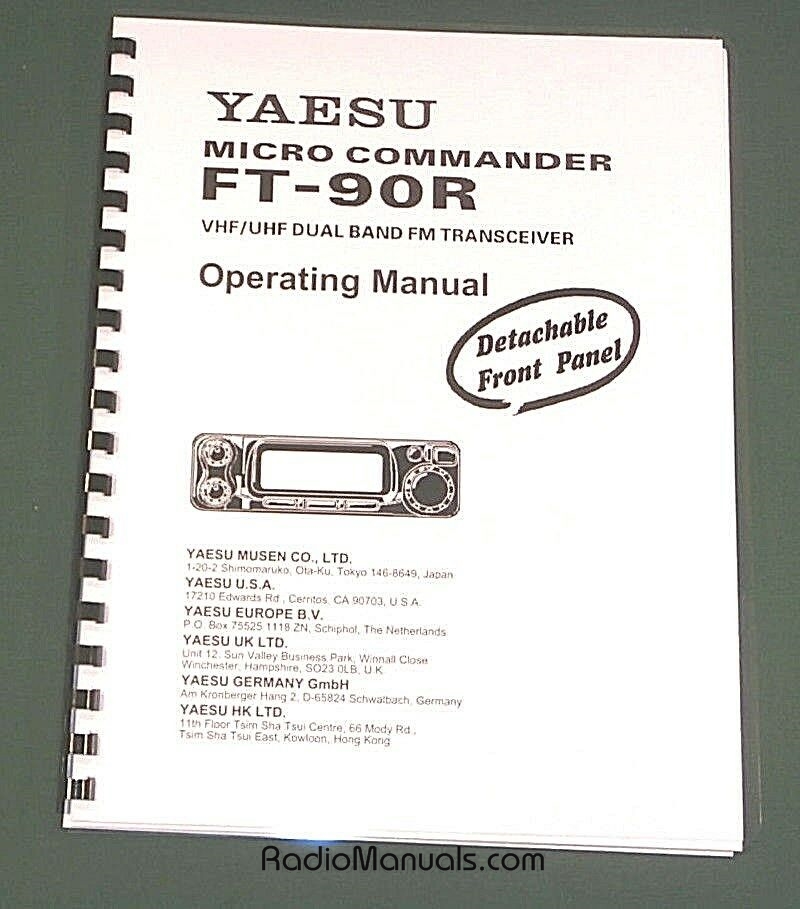 YAESU
MICRO COMMANDER
FT-90R
VHF/UHF DUAL BAND FM TRANSCEIVER
Operating Manual
Detachable
Front Panel
YAESU MUSEN CO., LTD.
1-20-2 Shimomaruko, Ota-Ku, Tokyo 146-8649, Japan
YAESU U.S.A.
17210 Edwards Rd., Cerritos, CA 90703, U.S.A.
YAESU EUROPE B.V.
P.O. Box 75525 1118 ZN, Schiphol, The Netherlands
YAESU UK LTD.
Unit 12, Sun Valley Business Park, Winnall Close
Winchester, Hampshire, SO23 0LB, U.K.
YAESU GERMANY GmbH
Am Kronberger Hang 2, D-65824 Schwalbach, Germany
YAESU HK LTD.
11th Floor Tsim Sha Tsui Centre, 66 Mody Rd.,
Tsim Sha Tsui East, Kowloon, Hong Kong
RadioManuals.com